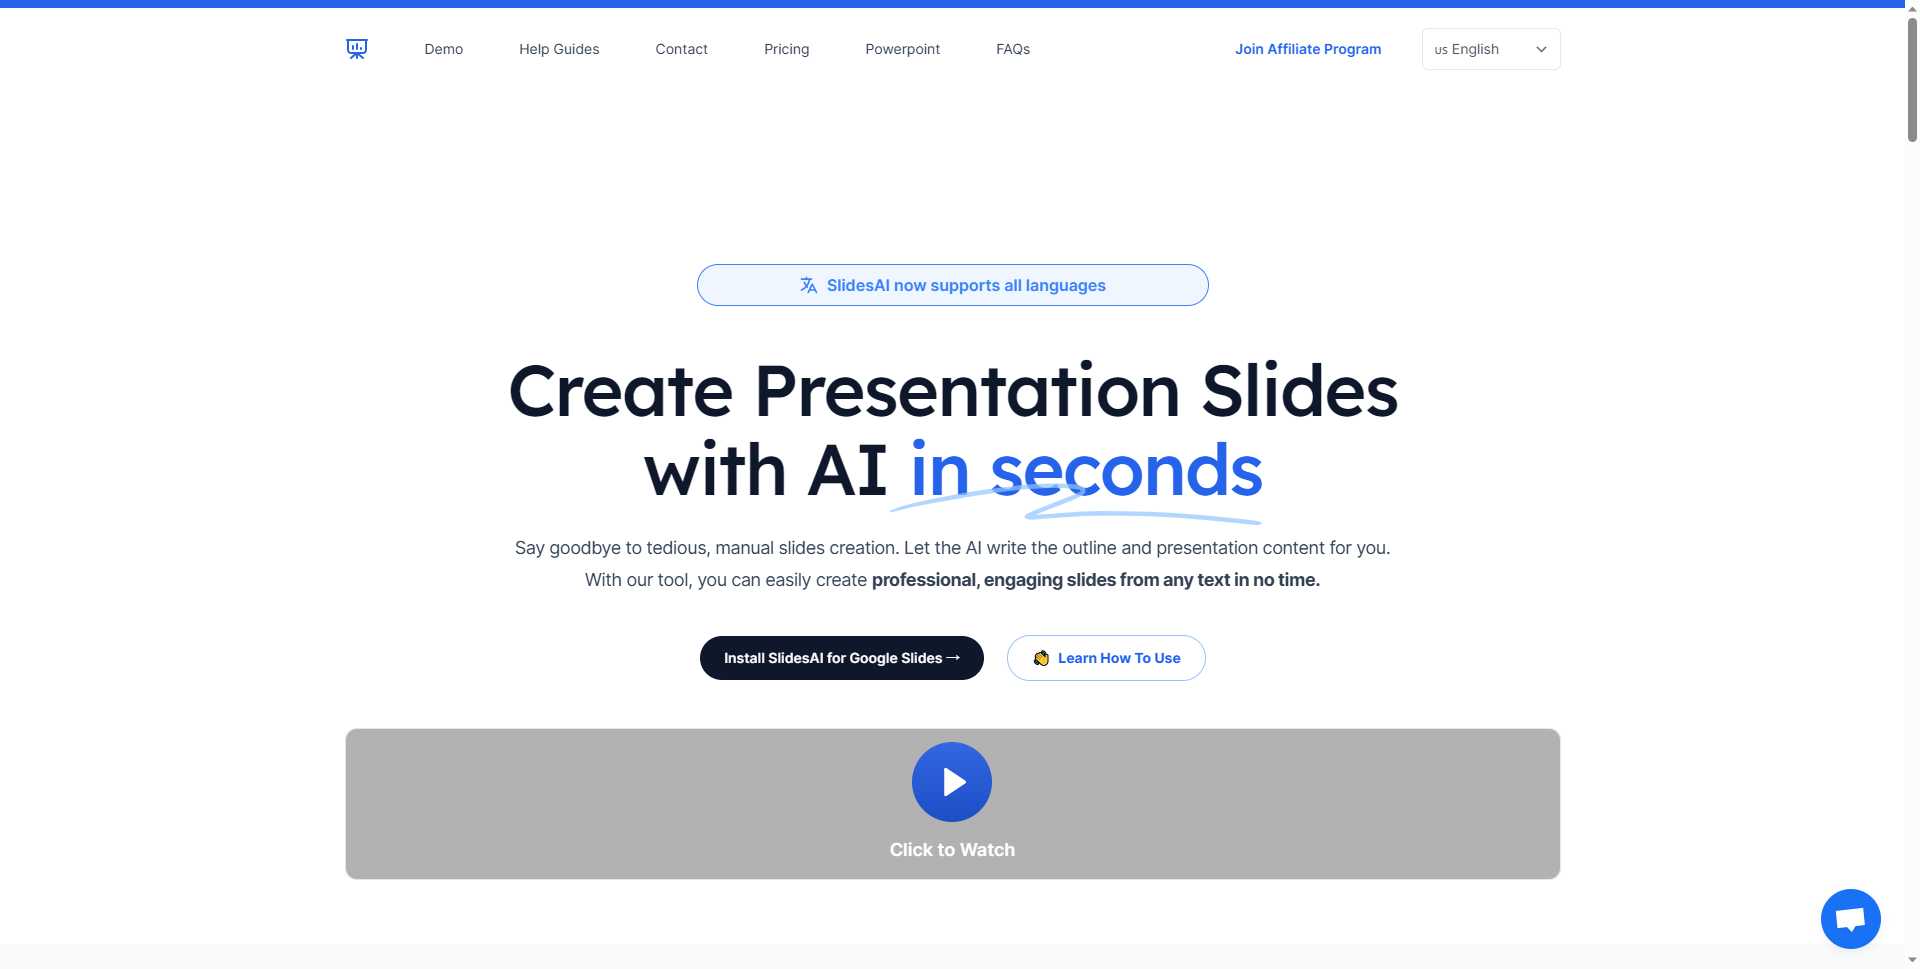 Demo
Help Guides
Contact
Pricing
Powerpoint
FAQs
Join Affiliate Program
us English
SlidesAI now supports all languages
Create Presentation Slides
with AI in seconds
Say goodbye to tedious, manual slides creation. Let the AI write the outline and presentation content for you.
With our tool, you can easily create professional, engaging slides from any text in no time.
Install SlidesAI for Google Slides →
👏 Learn How To Use
Click to Watch